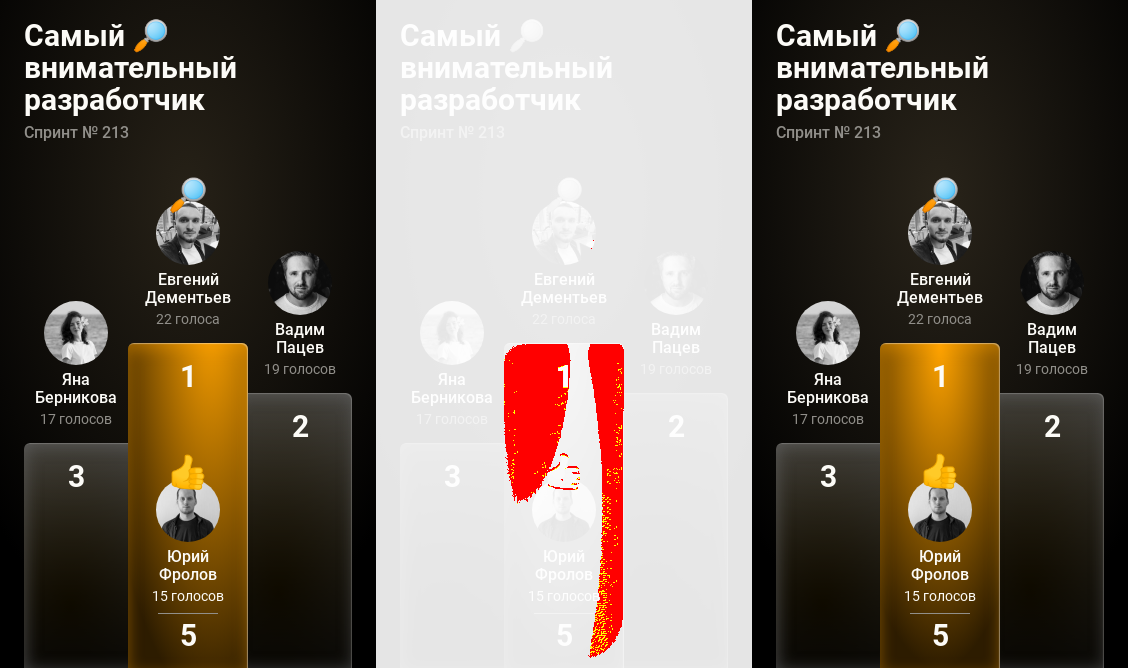 Самый 🔎
внимательный
разработчик
Спринт № 213
Евгений
Дементьев
22 голоса
Вадим
Пацев
19 голосов
Яна
Берникова
17 голосов
1
2
3
Юрий
Фролов
15 голосов
5
Самый
внимательный
разработчик
Спринт № 213
Евгений
Дементьев
22 голоса
Вадим
Пацев
19 голосов
Яна
Берникова
17 голосов
1
2
3
Юрий
Фролов
15 голосов
5
Самый 🔎
внимательный
разработчик
Спринт № 213
Евгений
Дементьев
22 голоса
Вадим
Пацев
19 голосов
Яна
Берникова
17 голосов
1
2
3
Юрий
Фролов
15 голосов
5